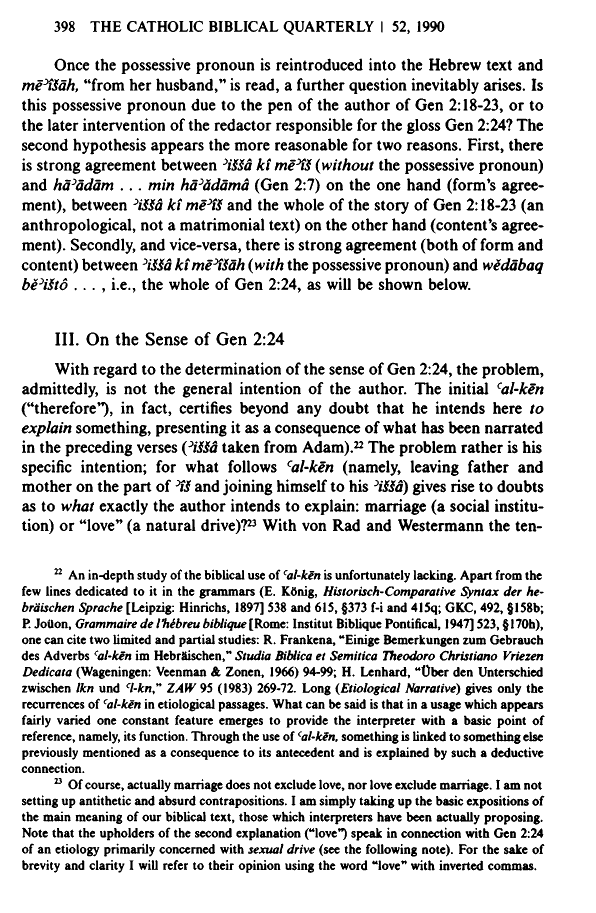 398 THE CATHOLIC BIBLICAL QUARTERLY | 52, 1990
Once the possessive pronoun is reintroduced into the Hebrew text and
mēʾîšāh, “from her husband,” is read, a further question inevitably arises. Is
this possessive pronoun due to the pen of the author of Gen 2:18-23, or to
the later intervention of the redactor responsible for the gloss Gen 2:24? The
second hypothesis appears the more reasonable for two reasons. First, there
is strong agreement between ʾiššâ kî mēʾîš (without the possessive pronoun)
and hāʾādām . . . min hāʾădāmâ (Gen 2:7) on the one hand (form’s agree-
ment), between ʾiššâ kî mēʾîš and the whole of the story of Gen 2:18-23 (an
anthropological, not a matrimonial text) on the other hand (content’s agree-
ment). Secondly, and vice-versa, there is strong agreement (both of form and
content) between ʾiššâ kî mēʾîšāh (with the possessive pronoun) and wĕdābaq
bĕʾištô . . . , i.e., the whole of Gen 2:24, as will be shown below.
III. On the Sense of Gen 2:24
With regard to the determination of the sense of Gen 2:24, the problem,
admittedly, is not the general intention of the author. The initial ʿal-kēn
(“therefore”), in fact, certifies beyond any doubt that he intends here to
explain something, presenting it as a consequence of what has been narrated
in the preceding verses (ʾiššâ taken from Adam).²² The problem rather is his
specific intention; for what follows ʿal-kēn (namely, leaving father and
mother on the part of ʾîš and joining himself to his ʾiššâ) gives rise to doubts
as to what exactly the author intends to explain: marriage (a social institu-
tion) or “love” (a natural drive)?²³ With von Rad and Westermann the ten-
²² An in-depth study of the biblical use of ʿal-kēn is unfortunately lacking. Apart from the
few lines dedicated to it in the grammars (E. König, Historisch-Comparative Syntax der he-
bräischen Sprache [Leipzig: Hinrichs, 1897] 538 and 615, §373 f-i and 415q; GKC, 492, §158b;
P. Joüon, Grammaire de l’hébreu biblique [Rome: Institut Biblique Pontifical, 1947] 523, §170h),
one can cite two limited and partial studies: R. Frankena, “Einige Bemerkungen zum Gebrauch
des Adverbs ʿal-kēn im Hebräischen,” Studia Biblica et Semitica Theodoro Christiano Vriezen
Dedicata (Wageningen: Veenman & Zonen, 1966) 94-99; H. Lenhard, “Über den Unterschied
zwischen lkn und ʿl-kn,” ZAW 95 (1983) 269-72. Long (Etiological Narrative) gives only the
recurrences of ʿal-kēn in etiological passages. What can be said is that in a usage which appears
fairly varied one constant feature emerges to provide the interpreter with a basic point of
reference, namely, its function. Through the use of ʿal-kēn, something is linked to something else
previously mentioned as a consequence to its antecedent and is explained by such a deductive
connection.
²³ Of course, actually marriage does not exclude love, nor love exclude marriage. I am not
setting up antithetic and absurd contrapositions. I am simply taking up the basic expositions of
the main meaning of our biblical text, those which interpreters have been actually proposing.
Note that the upholders of the second explanation (“love”) speak in connection with Gen 2:24
of an etiology primarily concerned with sexual drive (see the following note). For the sake of
brevity and clarity I will refer to their opinion using the word “love” with inverted commas.